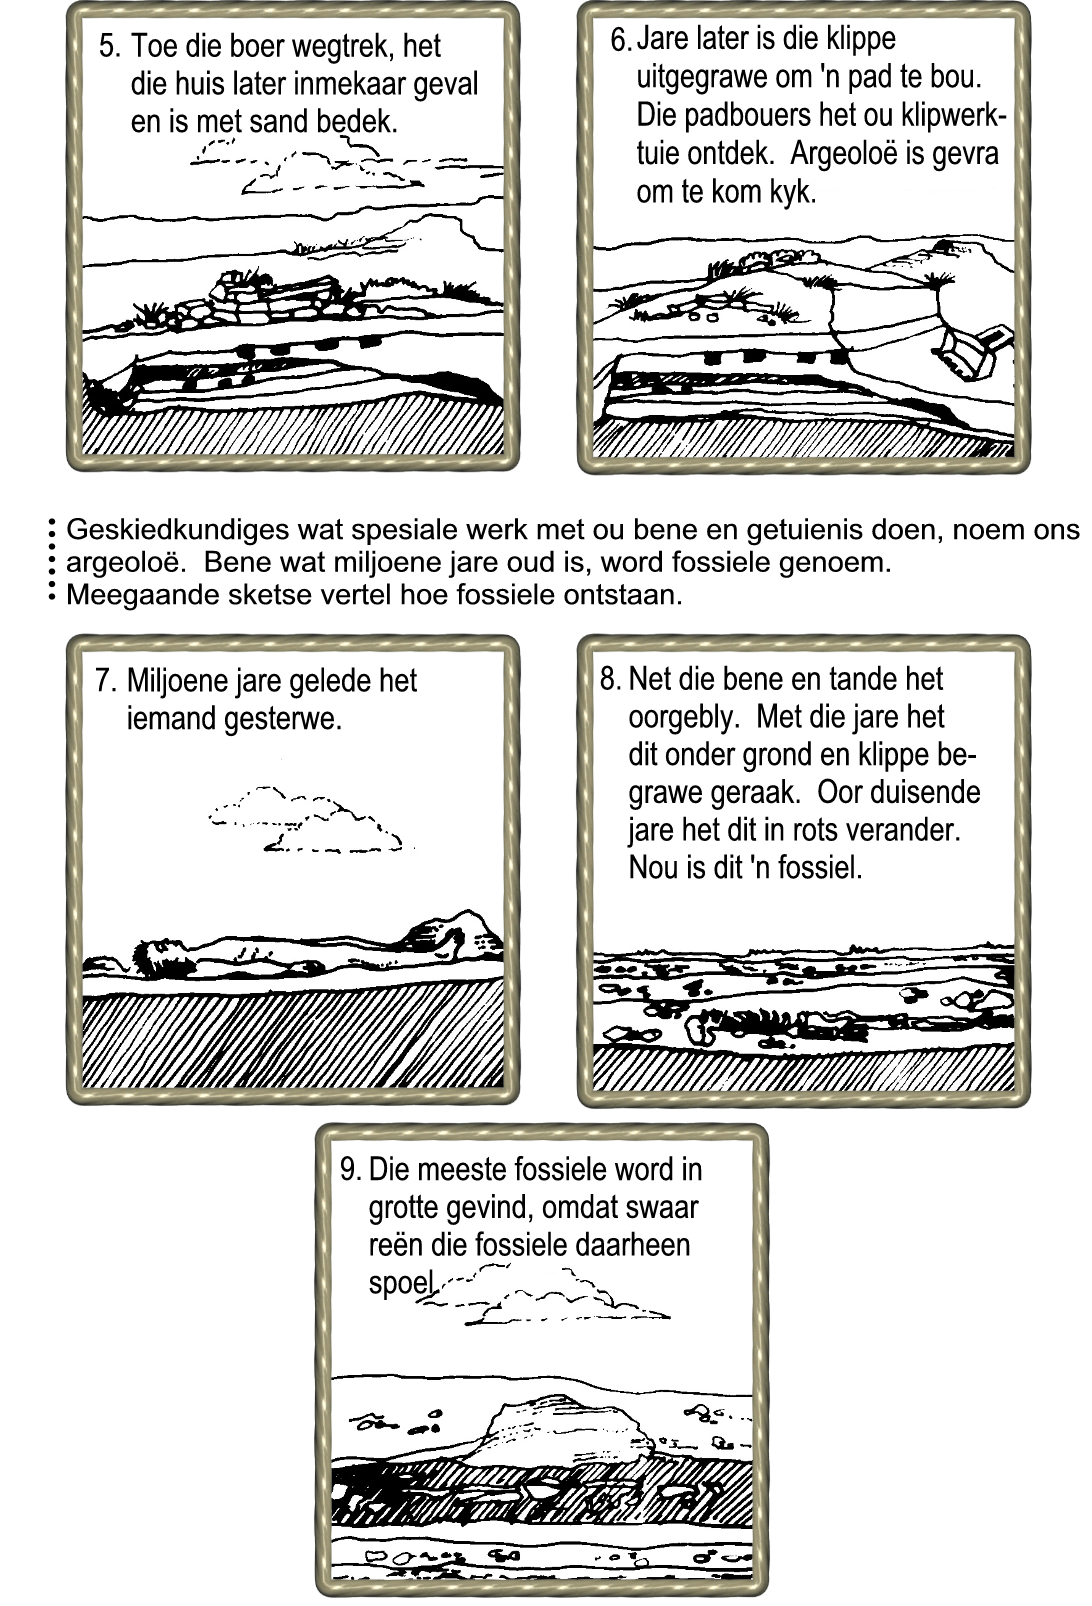 5. Toe die boer wegtrek, het
die huis later inmekaar geval
en is met sand bedek.
6. Jare later is die klippe
uitgegrawe om 'n pad te bou.
Die padbouers het ou klipwerk-
tuie ontdek.  Argeoloë is gevra
om te kom kyk.
Geskiedkundiges wat spesiale werk met ou bene en getuienis doen, noem ons
argeoloë.  Bene wat miljoene jare oud is, word fossiele genoem.
Meegaande sketse vertel hoe fossiele ontstaan.
7. Miljoene jare gelede het
iemand gesterwe.
8. Net die bene en tande het
oorgebly.  Met die jare het
dit onder grond en klippe be-
grawe geraak.  Oor duisende
jare het dit in rots verander.
Nou is dit 'n fossiel.
9. Die meeste fossiele word in
grotte gevind, omdat swaar
reën die fossiele daarheen
spoel.